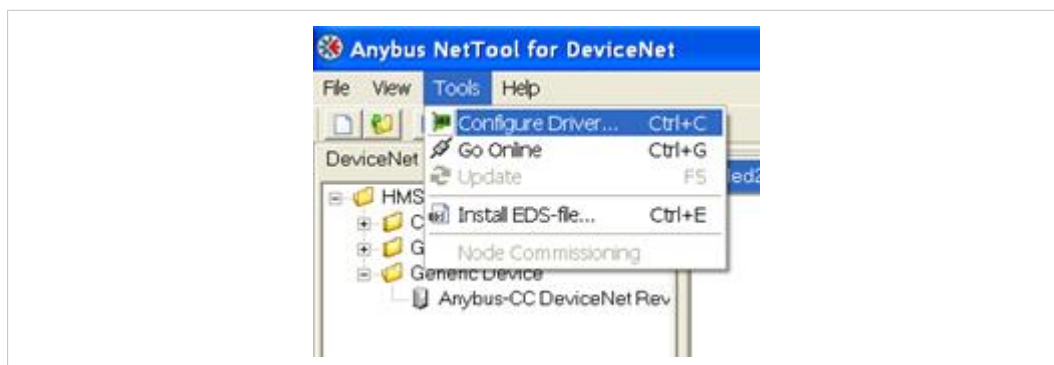 Anybus NetTool for DeviceNet
File View Tools Help
Configure Driver... Ctrl+C
DeviceNet Go Online Ctrl+G
Update F5
HMS
Install EDS-file... Ctrl+E
C
G Node Commissioning
Generic Device
Anybus-CC DeviceNet Rev